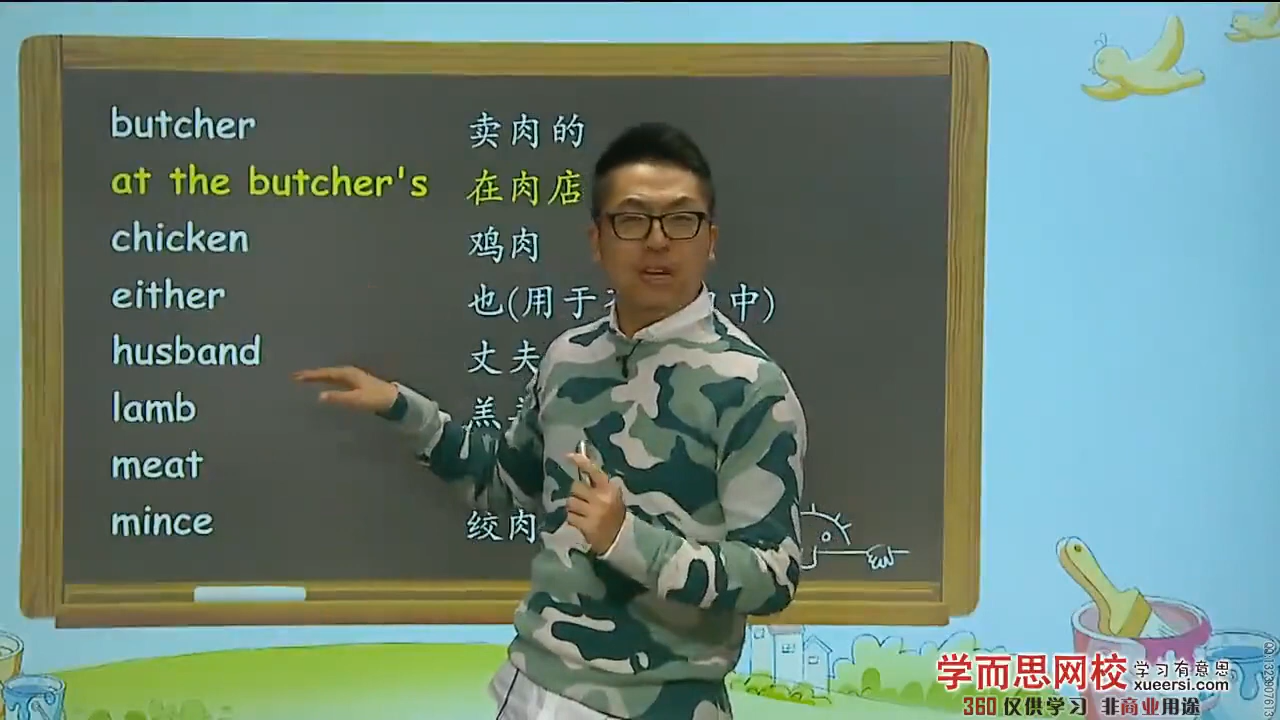 butcher 卖肉的
at the butcher's 在肉店
chicken 鸡肉
either 也(用于 中)
husband 丈夫
lamb 羔
meat
mince 绞肉
学而思网校 学习有意思
xueersi.com
360 仅供学习 非商业用途